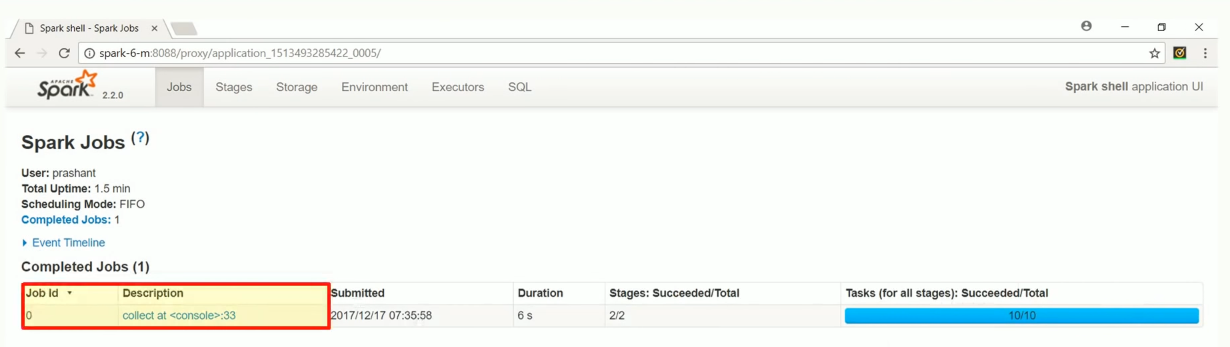 Spark shell - Spark Jobs
spark-6-m:8088/proxy/application_1513493285422_0005/
APACHE Spark 2.2.0 Jobs Stages Storage Environment Executors SQL Spark shell application UI
Spark Jobs (?)
User: prashant
Total Uptime: 1.5 min
Scheduling Mode: FIFO
Completed Jobs: 1
Event Timeline
Completed Jobs (1)
Job Id Description Submitted Duration Stages: Succeeded/Total Tasks (for all stages): Succeeded/Total
0 collect at <console>:33 2017/12/17 07:35:58 6 s 2/2 10/10